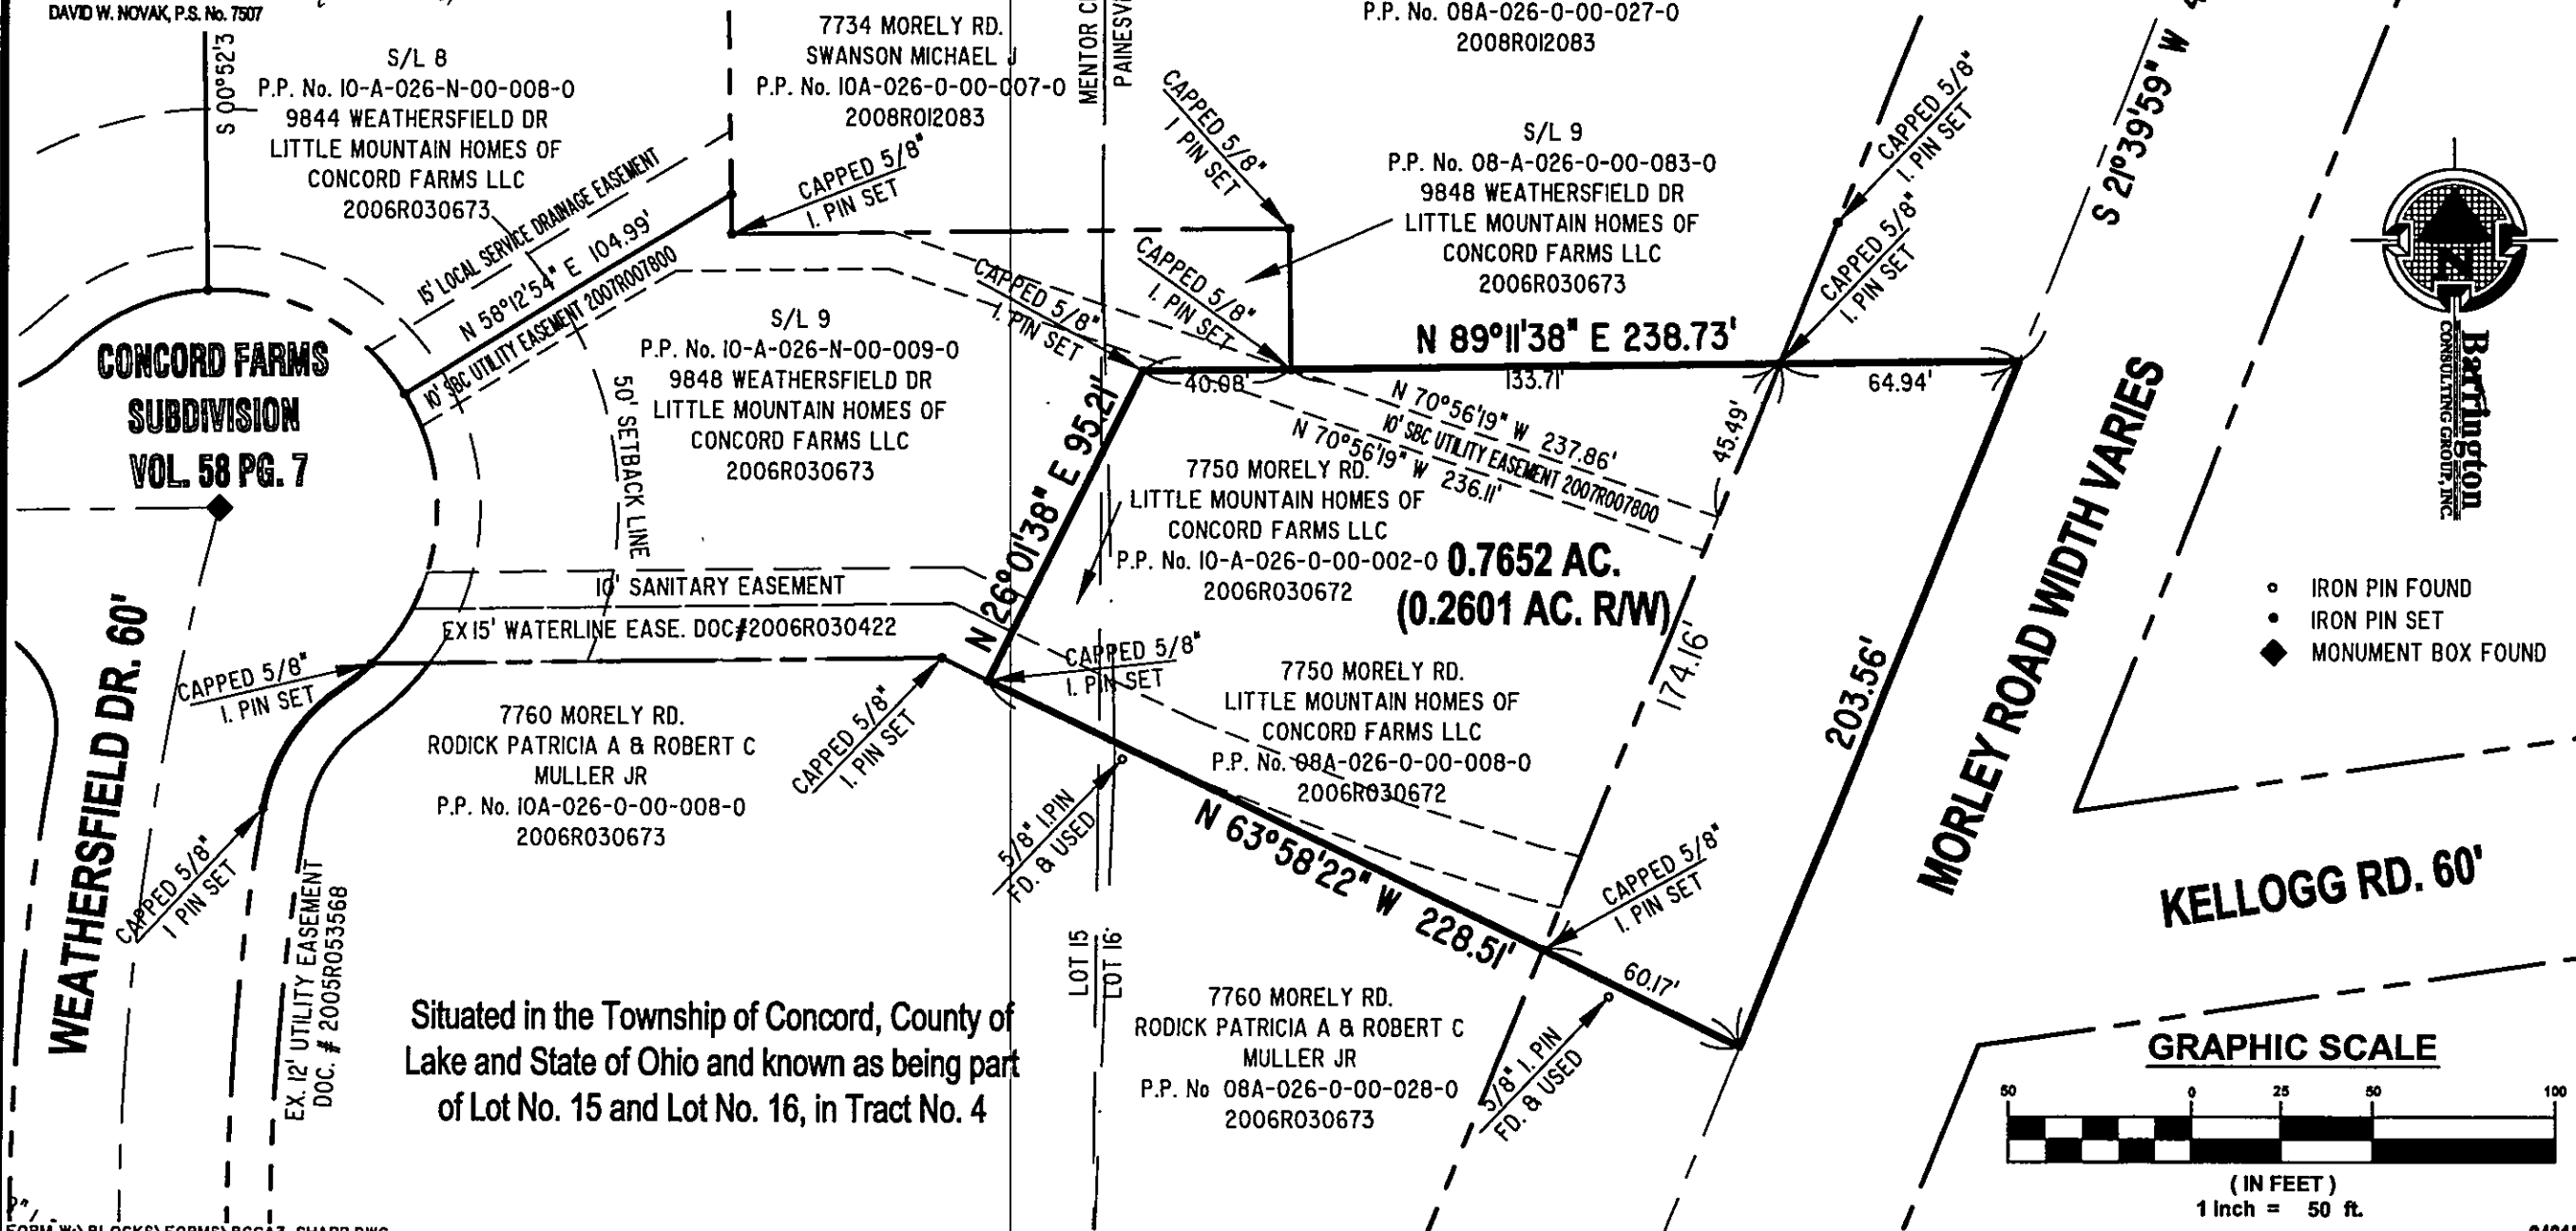 DAVID W. NOVAK, P.S. No. 7507
S 00°52'3
S/L 8
P.P. No. 10-A-026-N-00-008-0
9844 WEATHERSFIELD DR
LITTLE MOUNTAIN HOMES OF
CONCORD FARMS LLC
2006R030673
7734 MORELY RD.
SWANSON MICHAEL J
P.P. No. 10A-026-0-00-007-0
2008R012083
MENTOR C
PAINESV
P.P. No. 08A-026-0-00-027-0
2008R012083
CAPPED 5/8"
I. PIN SET
CAPPED 5/8"
I. PIN SET
S/L 9
P.P. No. 08-A-026-0-00-083-0
9848 WEATHERSFIELD DR
LITTLE MOUNTAIN HOMES OF
CONCORD FARMS LLC
2006R030673
CAPPED 5/8"
I. PIN SET
CAPPED 5/8"
I. PIN SET
S 21°39'59" W
N
Barrington
CONSULTING GROUP, INC.
15' LOCAL SERVICE DRAINAGE EASEMENT
N 58°12'54" E 104.99'
10' SBC UTILITY EASEMENT 2007R007800
CAPPED 5/8"
I. PIN SET
CAPPED 5/8"
I. PIN SET
N 89°11'38" E 238.73'
40.08'
133.71'
64.94'
CONCORD FARMS
SUBDIVISION
VOL. 58 PG. 7
S/L 9
P.P. No. 10-A-026-N-00-009-0
9848 WEATHERSFIELD DR
LITTLE MOUNTAIN HOMES OF
CONCORD FARMS LLC
2006R030673
50' SETBACK LINE
N 26°01'38" E 95.21'
N 70°56'19" W 237.86'
10' SBC UTILITY EASEMENT 2007R007800
N 70°56'19" W 236.11'
45.49'
7750 MORELY RD.
LITTLE MOUNTAIN HOMES OF
CONCORD FARMS LLC
P.P. No. 10-A-026-0-00-002-0
2006R030672
0.7652 AC.
(0.2601 AC. R/W)
174.16'
203.56'
MORLEY ROAD WIDTH VARIES
IRON PIN FOUND
IRON PIN SET
MONUMENT BOX FOUND
10' SANITARY EASEMENT
EX 15' WATERLINE EASE. DOC#2006R030422
CAPPED 5/8"
I. PIN SET
CAPPED 5/8"
I. PIN SET
CAPPED 5/8"
I. PIN SET
7750 MORELY RD.
LITTLE MOUNTAIN HOMES OF
CONCORD FARMS LLC
P.P. No. 08A-026-0-00-008-0
2006R030672
WEATHERSFIELD DR. 60'
7760 MORELY RD.
RODICK PATRICIA A & ROBERT C
MULLER JR
P.P. No. 10A-026-0-00-008-0
2006R030673
5/8" I.PIN
FD. & USED
N 63°58'22" W 228.51'
CAPPED 5/8"
I. PIN SET
CAPPED 5/8"
I PIN SET
EX. 12' UTILITY EASEMENT
DOC. # 2005R053568
KELLOGG RD. 60'
LOT 15
LOT 16
60.17'
Situated in the Township of Concord, County of
Lake and State of Ohio and known as being part
of Lot No. 15 and Lot No. 16, in Tract No. 4
7760 MORELY RD.
RODICK PATRICIA A & ROBERT C
MULLER JR
P.P. No 08A-026-0-00-028-0
2006R030673
5/8" I. PIN
FD. & USED
GRAPHIC SCALE
50 0 25 50 100
( IN FEET )
1 inch = 50 ft.